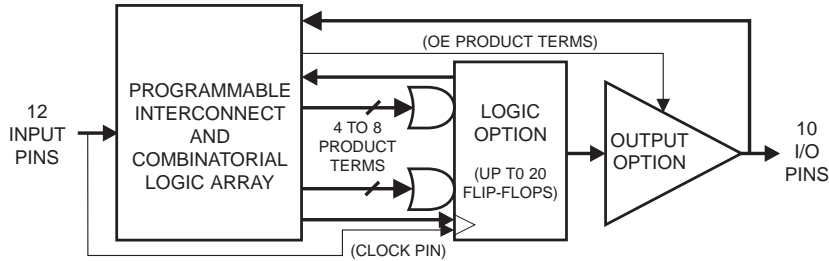 (OE PRODUCT TERMS)
12
INPUT
PINS
PROGRAMMABLE
INTERCONNECT
AND
COMBINATORIAL
LOGIC ARRAY
4 TO 8
PRODUCT
TERMS
LOGIC
OPTION
(UP T0 20
FLIP-FLOPS)
OUTPUT
OPTION
10
I/O
PINS
(CLOCK PIN)